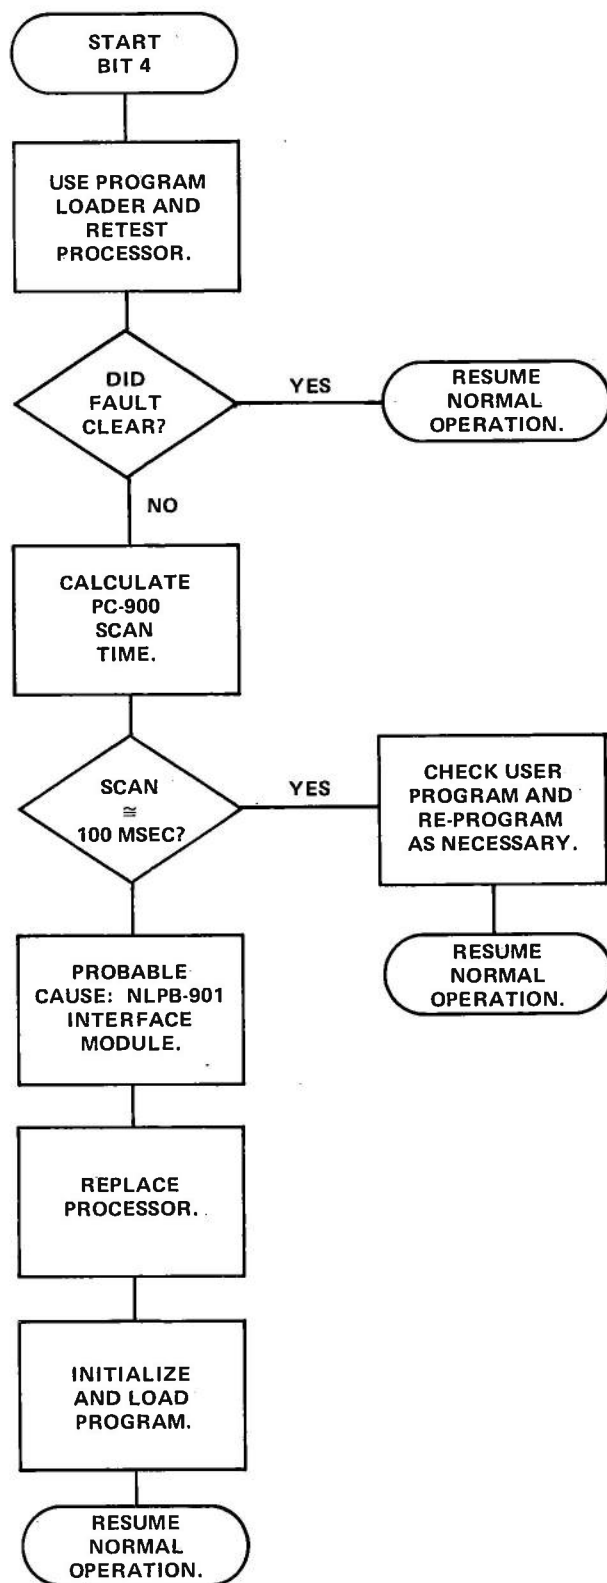 START
BIT 4
USE PROGRAM
LOADER AND
RETEST
PROCESSOR.
DID
FAULT
CLEAR?
YES
RESUME
NORMAL
OPERATION.
NO
CALCULATE
PC-900
SCAN
TIME.
SCAN
≅
100 MSEC?
YES
CHECK USER
PROGRAM AND
RE-PROGRAM
AS NECESSARY.
RESUME
NORMAL
OPERATION.
PROBABLE
CAUSE: NLPB-901
INTERFACE
MODULE.
REPLACE
PROCESSOR.
INITIALIZE
AND LOAD
PROGRAM.
RESUME
NORMAL
OPERATION.